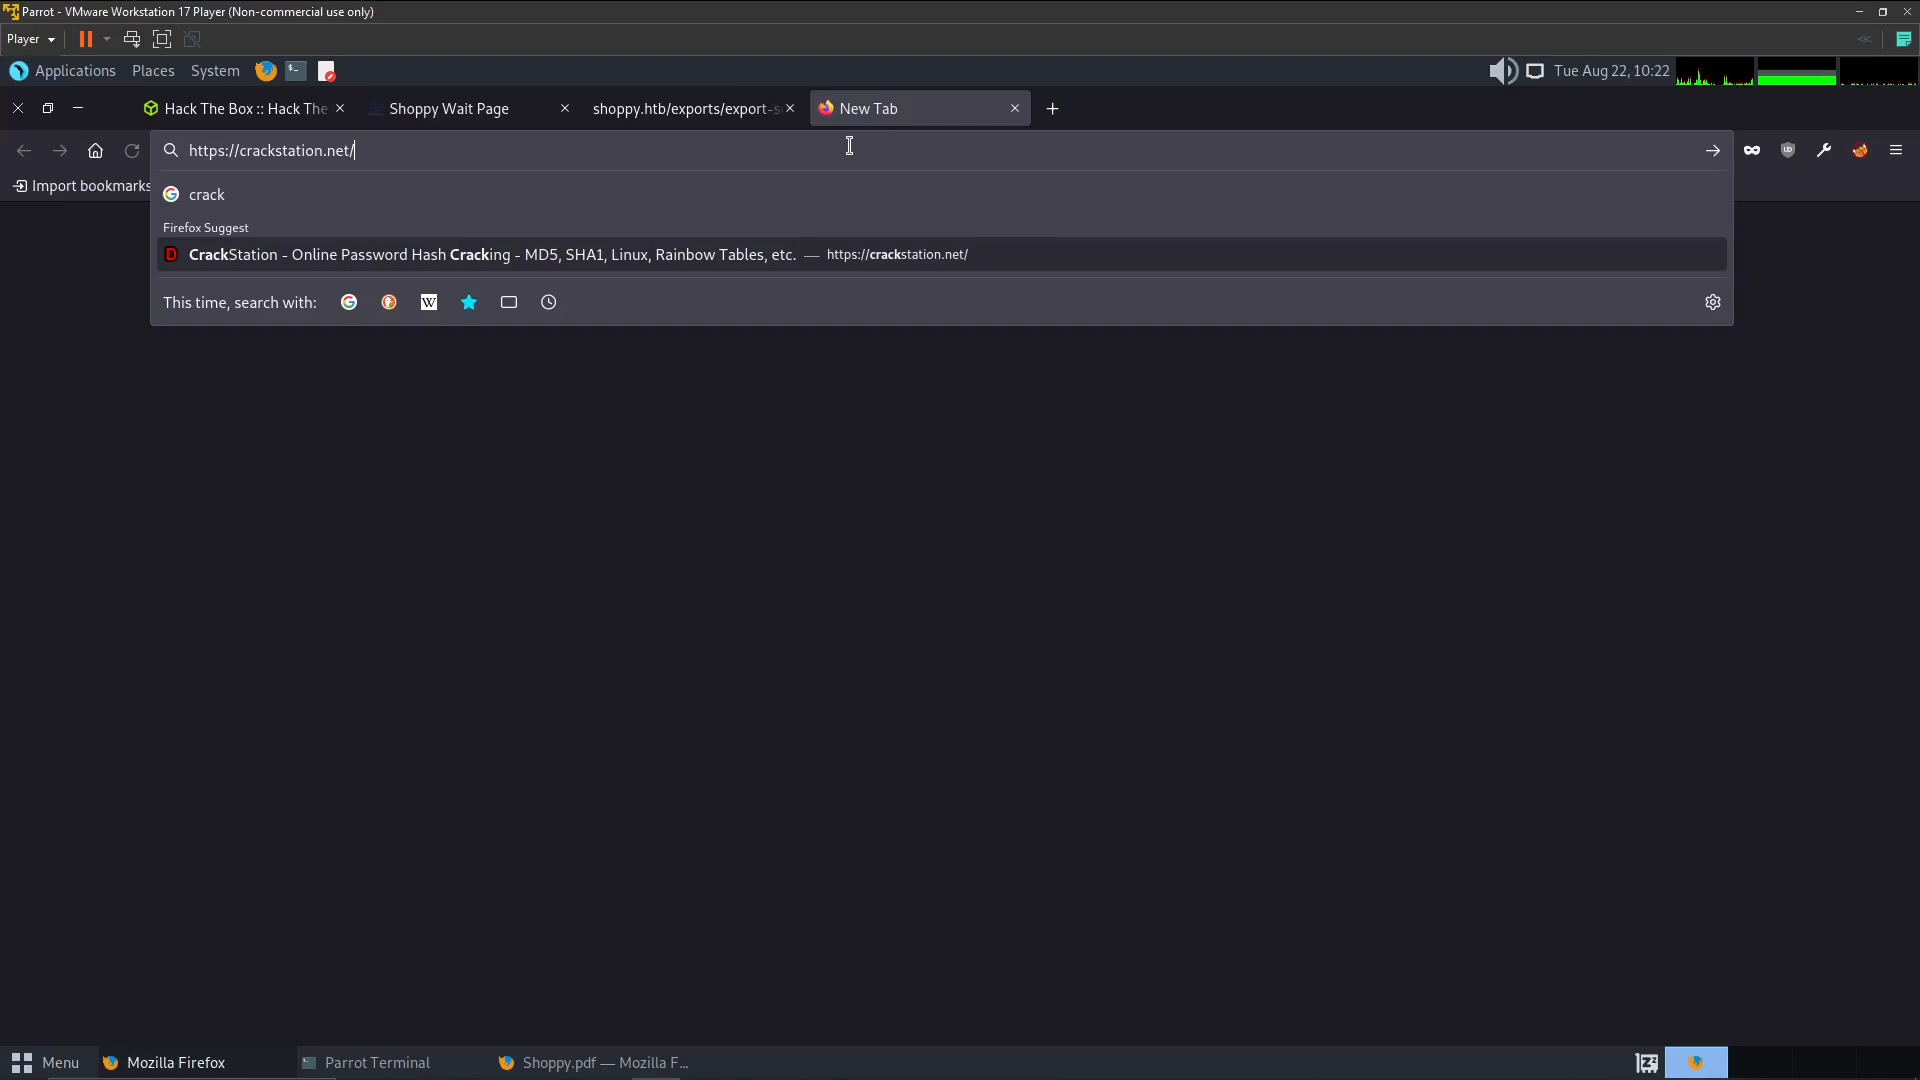 Parrot - VMware Workstation 17 Player (Non-commercial use only)
Player
Applications Places System Tue Aug 22, 10:22
Hack The Box :: Hack The Shoppy Wait Page shoppy.htb/exports/export-s New Tab
https://crackstation.net/
Import bookmarks
crack
Firefox Suggest
CrackStation - Online Password Hash Cracking - MD5, SHA1, Linux, Rainbow Tables, etc. — https://crackstation.net/
This time, search with: W
Menu Mozilla Firefox Parrot Terminal Shoppy.pdf — Mozilla F...